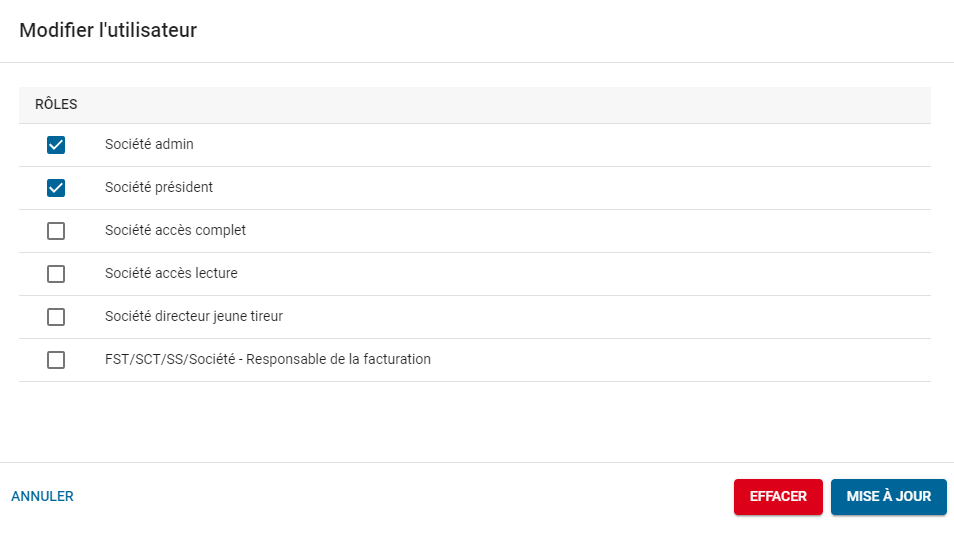 Modifier l'utilisateur
RÔLES
Société admin
Société président
Société accès complet
Société accès lecture
Société directeur jeune tireur
FST/SCT/SS/Société - Responsable de la facturation
ANNULER
EFFACER
MISE À JOUR